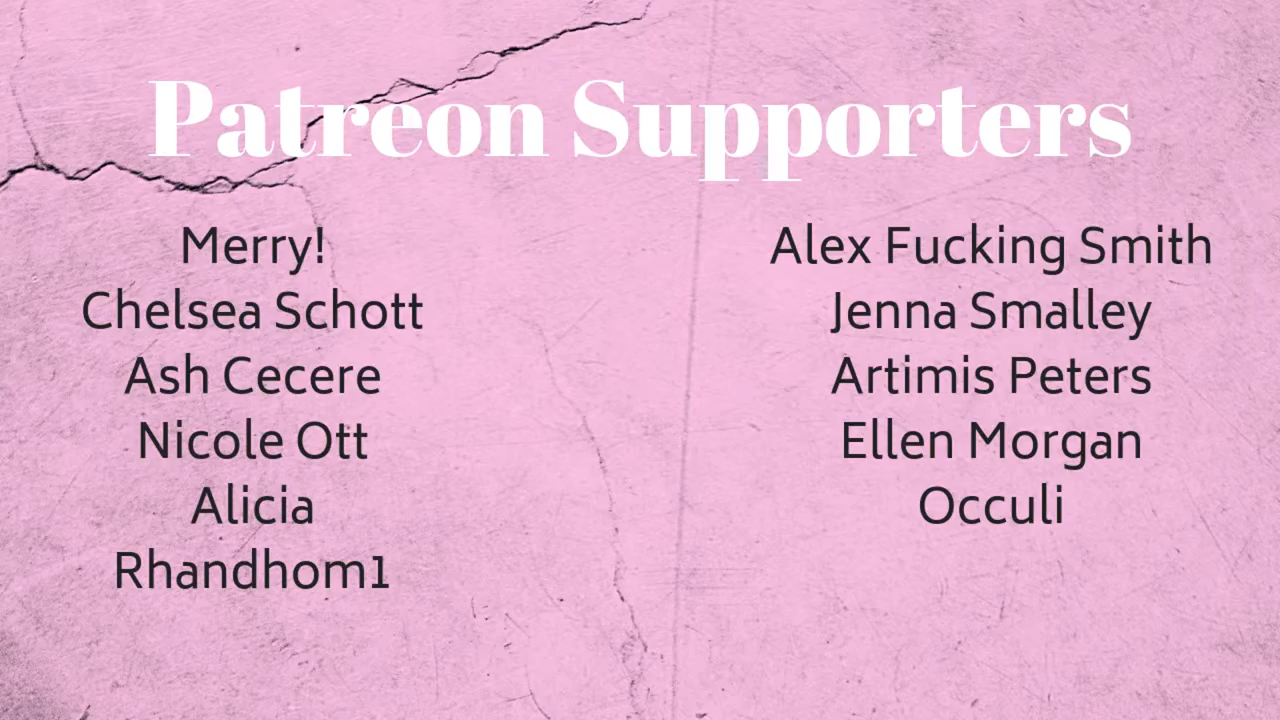 Patreon Supporters
Merry!
Chelsea Schott
Ash Cecere
Nicole Ott
Alicia
Rhandhom1
Alex Fucking Smith
Jenna Smalley
Artimis Peters
Ellen Morgan
Occuli